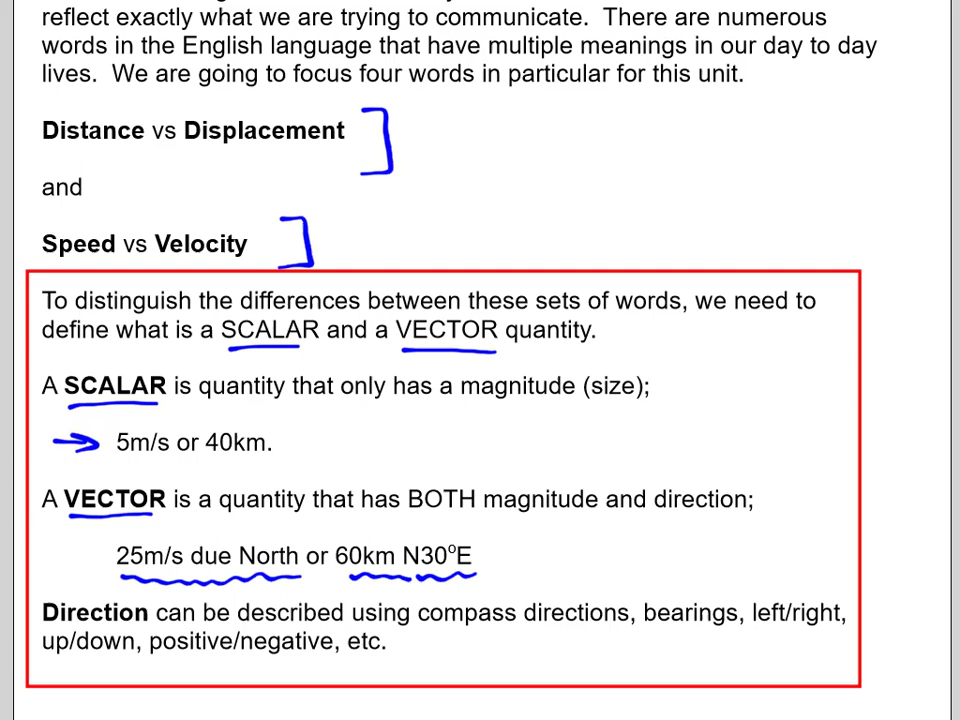 reflect exactly what we are trying to communicate.  There are numerous
words in the English language that have multiple meanings in our day to day
lives.  We are going to focus four words in particular for this unit.
Distance vs Displacement
and
Speed vs Velocity
To distinguish the differences between these sets of words, we need to
define what is a SCALAR and a VECTOR quantity.
A SCALAR is quantity that only has a magnitude (size);
5m/s or 40km.
A VECTOR is a quantity that has BOTH magnitude and direction;
25m/s due North or 60km N30ºE
Direction can be described using compass directions, bearings, left/right,
up/down, positive/negative, etc.